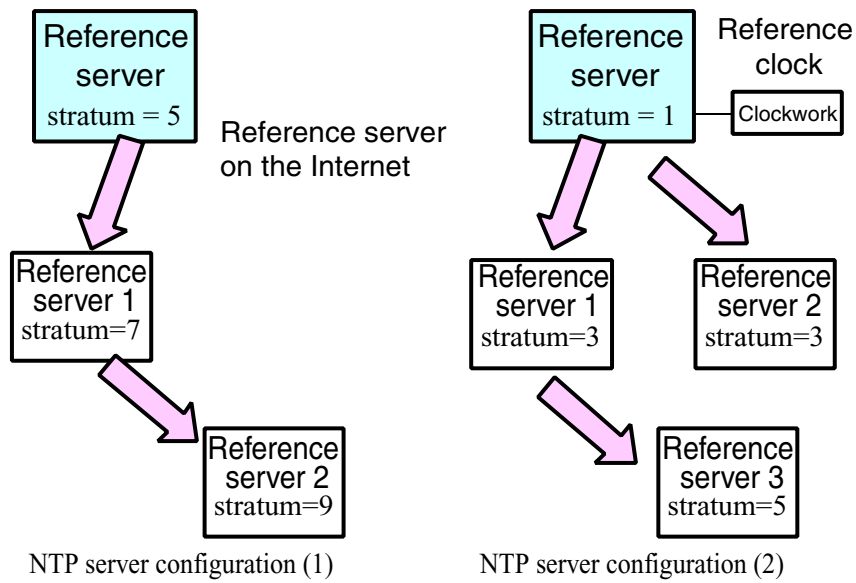 Reference
server
stratum = 5
Reference server
on the Internet
Reference
server 1
stratum=7
Reference
server 2
stratum=9
NTP server configuration (1)
Reference
server
stratum = 1
Reference
clock
Clockwork
Reference
server 1
stratum=3
Reference
server 2
stratum=3
Reference
server 3
stratum=5
NTP server configuration (2)